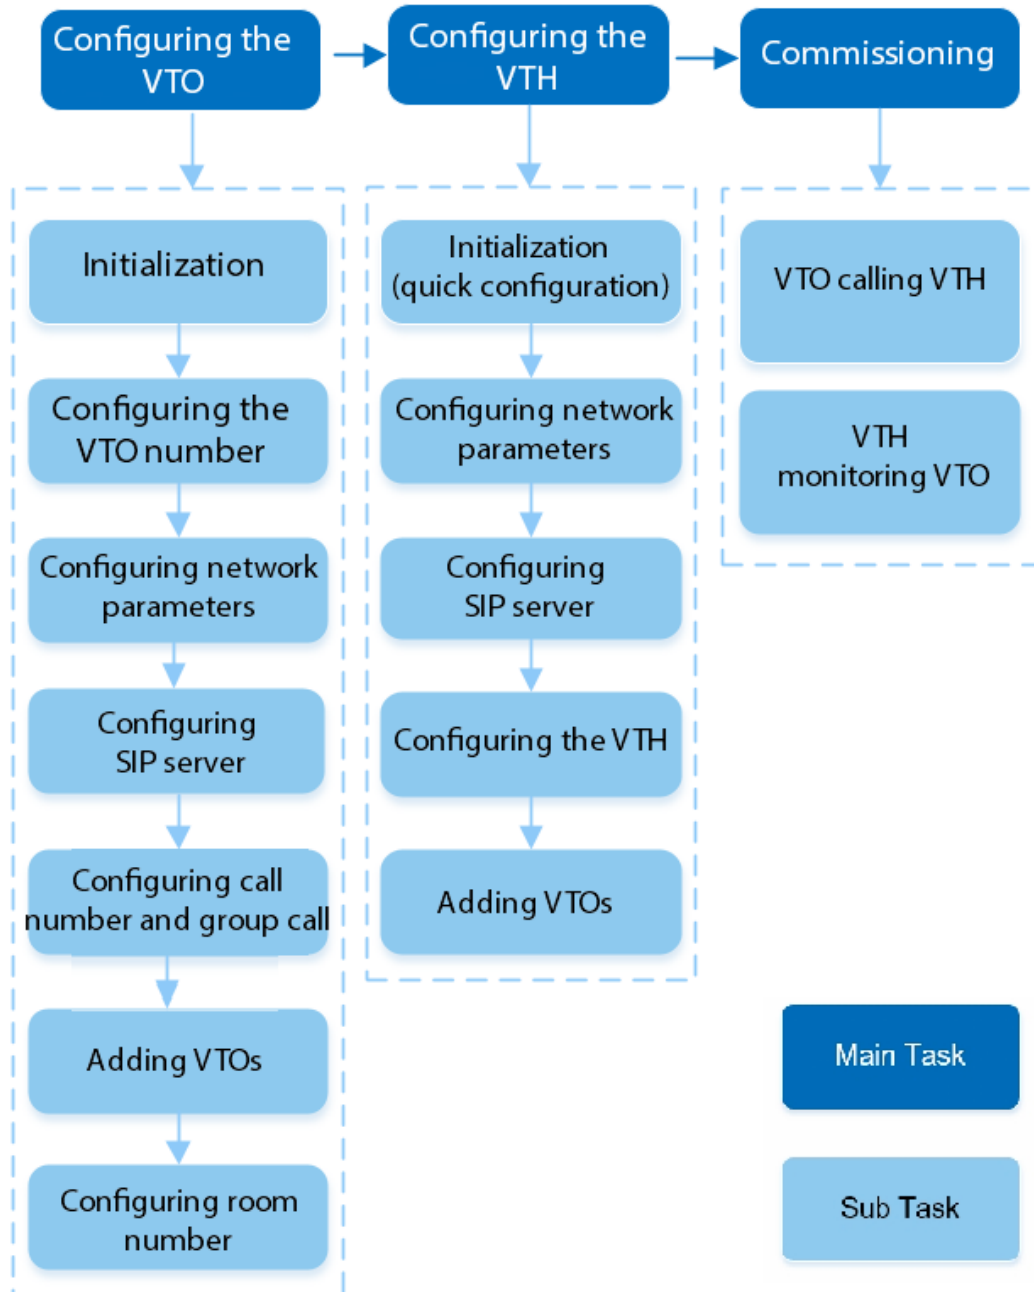 Configuring the
VTO
Configuring the
VTH
Commissioning
Initialization
Configuring the
VTO number
Configuring network
parameters
Configuring
SIP server
Configuring call
number and group call
Adding VTOs
Configuring room
number
Initialization
(quick configuration)
Configuring network
parameters
Configuring
SIP server
Configuring the VTH
Adding VTOs
VTO calling VTH
VTH
monitoring VTO
Main Task
Sub Task